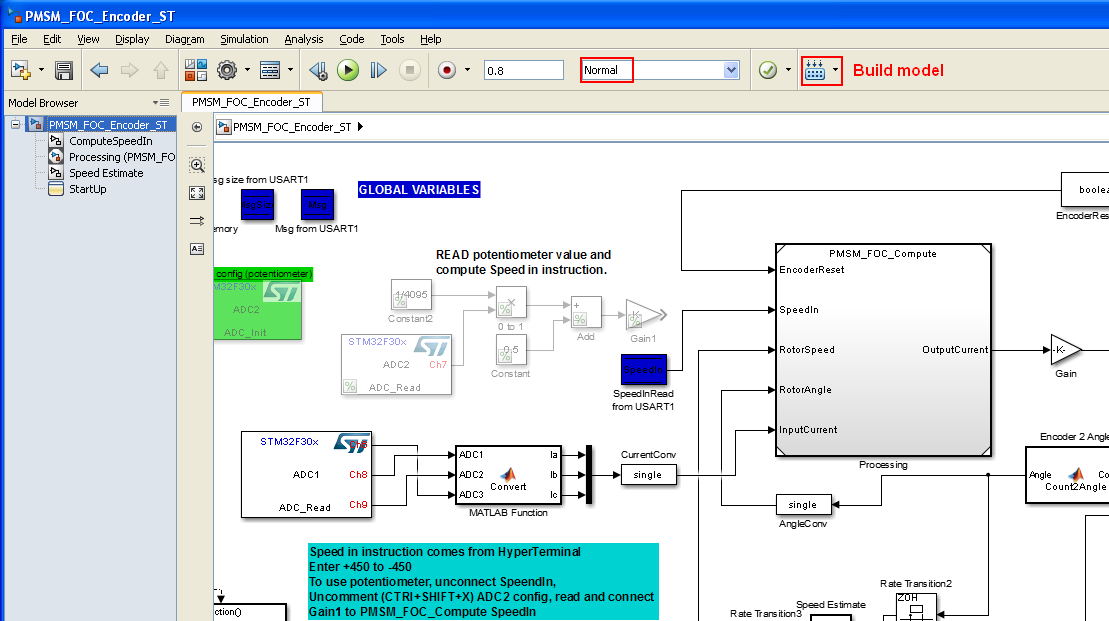 PMSM_FOC_Encoder_ST
File Edit View Display Diagram Simulation Analysis Code Tools Help
0.8
Normal
Build model
Model Browser
PMSM_FOC_Encoder_ST
PMSM_FOC_Encoder_ST
ComputeSpeedIn
Processing (PMSM_FO
Speed Estimate
StartUp
PMSM_FOC_Encoder_ST
sg size from USART1
GLOBAL VARIABLES
emory
Msg
Msg from USART1
boolea
EncoderRese
READ potentiometer value and
compute Speed in instruction.
config (potentiometer)
M32F30x
ADC2
ADC_Init
1/4095
Constant2
0 to 1
0.5
Constant
+
Add
-K-
Gain1
STM32F30x
ADC2
Ch7
ADC_Read
SpeedIn
SpeedInRead
from USART1
PMSM_FOC_Compute
EncoderReset
SpeedIn
RotorSpeed
OutputCurrent
RotorAngle
InputCurrent
Processing
-K-
Gain
STM32F30x
ADC1
Ch8
Ch9
ADC_Read
ADC1
ADC2
ADC3
Convert
Ia
Ib
Ic
MATLAB Function
CurrentConv
single
single
AngleConv
Encoder 2 Angle
Angle
Co
Count2Angle
Speed in instruction comes from HyperTerminal
Enter +450 to -450
To use potentiometer, unconnect SpeendIn,
Uncomment (CTRl+SHIFT+X) ADC2 config, read and connect
Gain1 to PMSM_FOC_Compute SpeedIn
ction()
Rate Transition2
ZOH
Rate Transition3
Speed Estimate